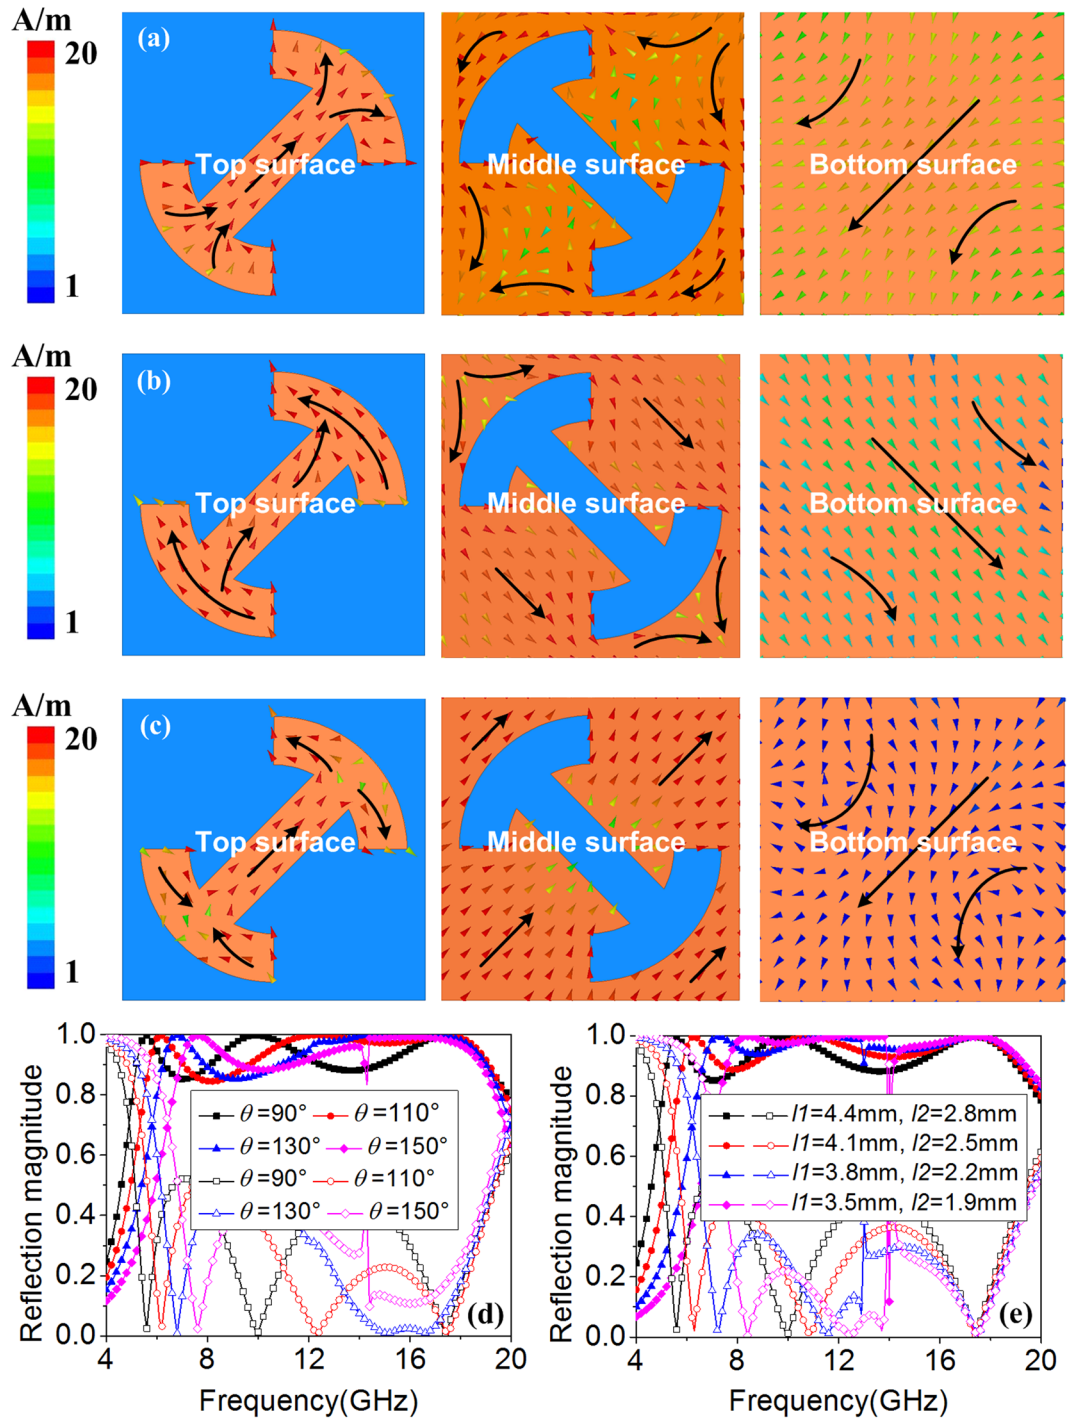 A/m
20
1
(a)
Top surface
Middle surface
Bottom surface
A/m
20
1
(b)
Top surface
Middle surface
Bottom surface
A/m
20
1
(c)
Top surface
Middle surface
Bottom surface
Reflection magnitude
1.0
0.8
0.6
0.4
0.2
0.0
θ=90° θ=110°
θ=130° θ=150°
θ=90° θ=110°
θ=130° θ=150°
(d)
4 8 12 16 20
Frequency(GHz)
Reflection magnitude
1.0
0.8
0.6
0.4
0.2
0.0
l1=4.4mm, l2=2.8mm
l1=4.1mm, l2=2.5mm
l1=3.8mm, l2=2.2mm
l1=3.5mm, l2=1.9mm
(e)
4 8 12 16 20
Frequency(GHz)